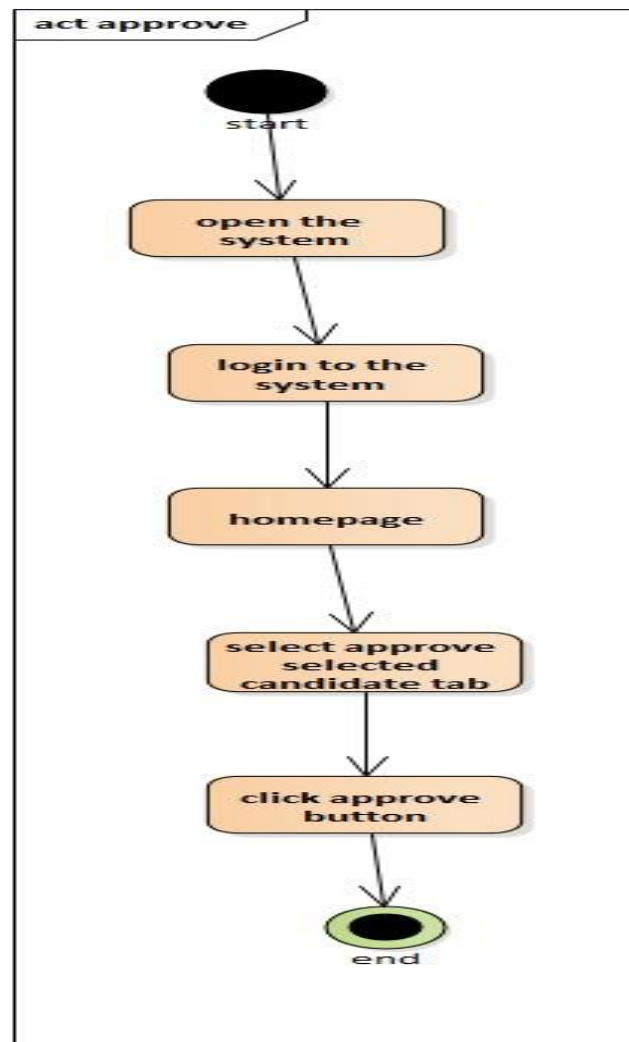 act approve
start
open the
system
login to the
system
homepage
select approve
selected
candidate tab
click approve
button
end